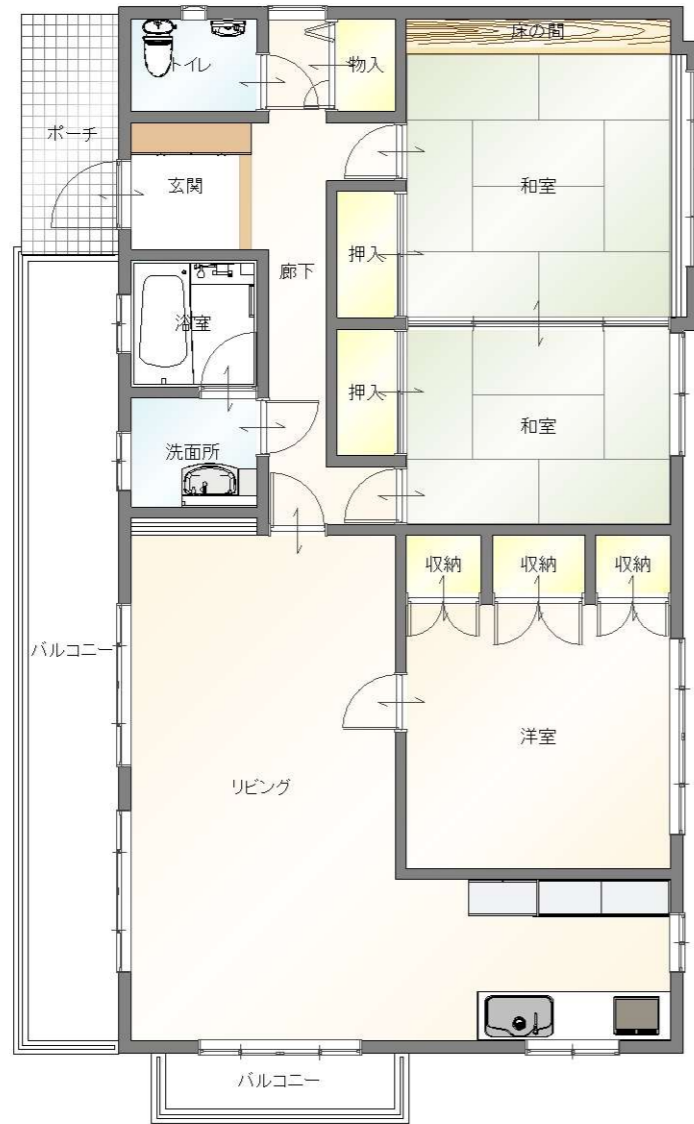 床の間
トイレ
物入
ポーチ
玄関
和室
押入
廊下
浴室
押入
和室
洗面所
収納
収納
収納
バルコニー
洋室
リビング
バルコニー